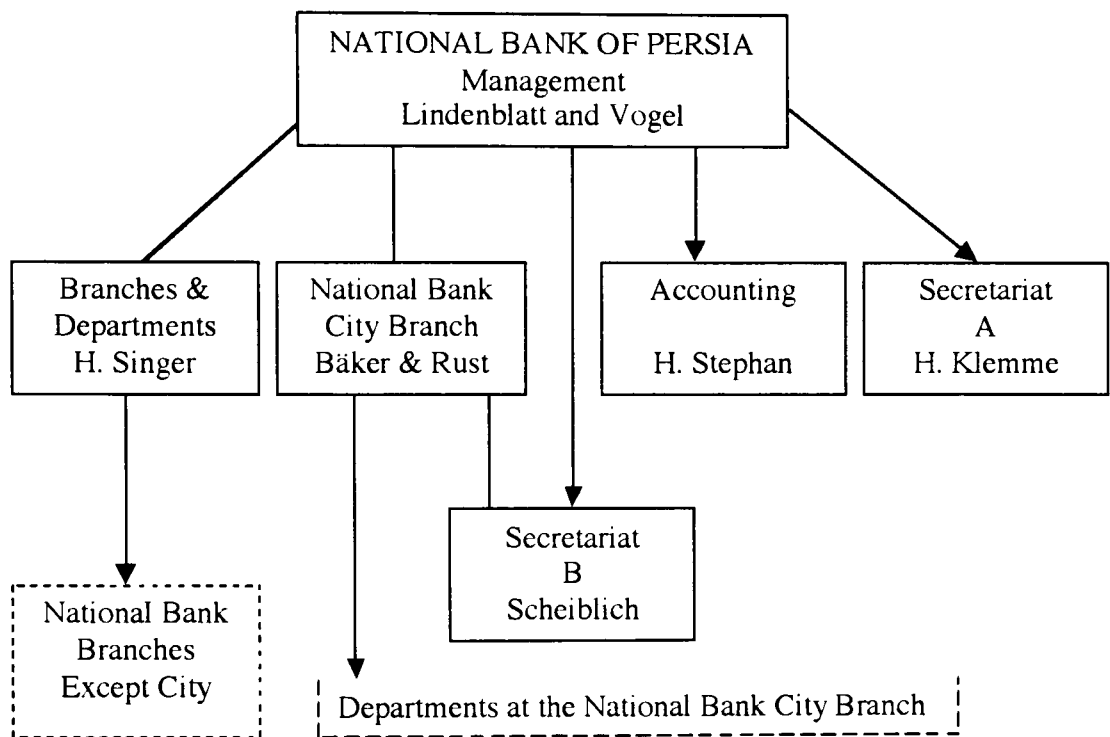 NATIONAL BANK OF PERSIA
Management
Lindenblatt and Vogel
Branches &
Departments
H. Singer
National Bank
City Branch
Bäker & Rust
Accounting
H. Stephan
Secretariat
A
H. Klemme
Secretariat
B
Scheiblich
National Bank
Branches
Except City
Departments at the National Bank City Branch